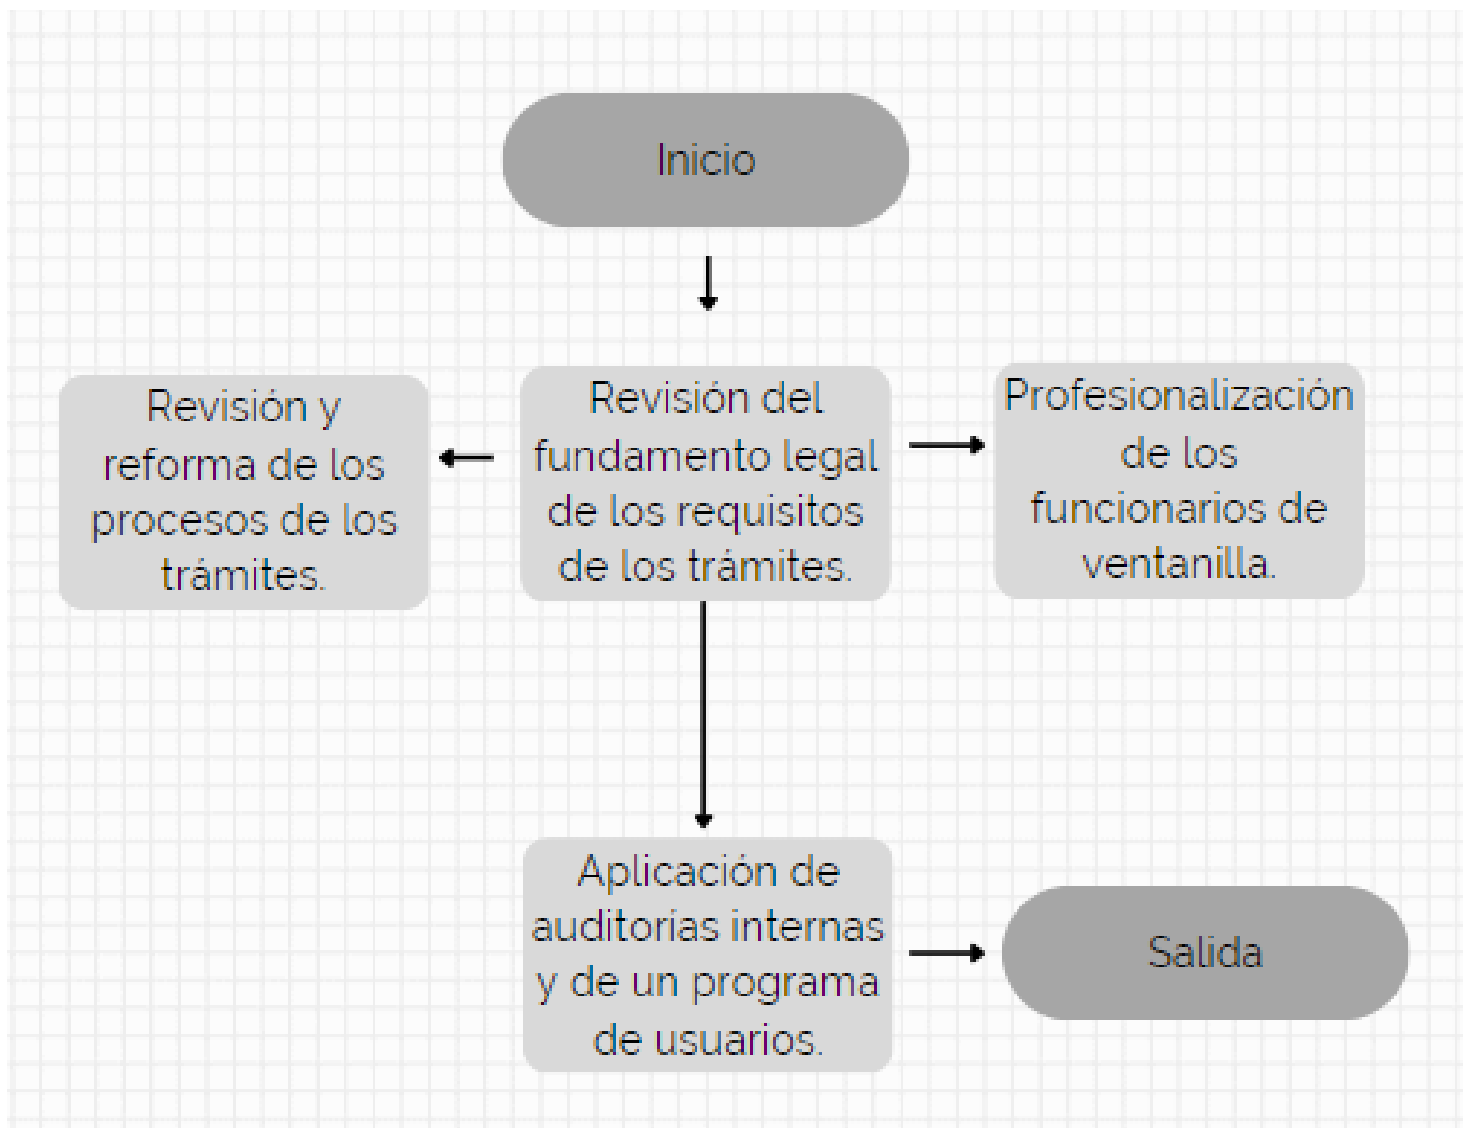 Inicio
Revisión y
reforma de los
procesos de los
trámites.
Revisión del
fundamento legal
de los requisitos
de los trámites.
Profesionalización
de los
funcionarios de
ventanilla.
Aplicación de
auditorías internas
y de un programa
de usuarios.
Salida